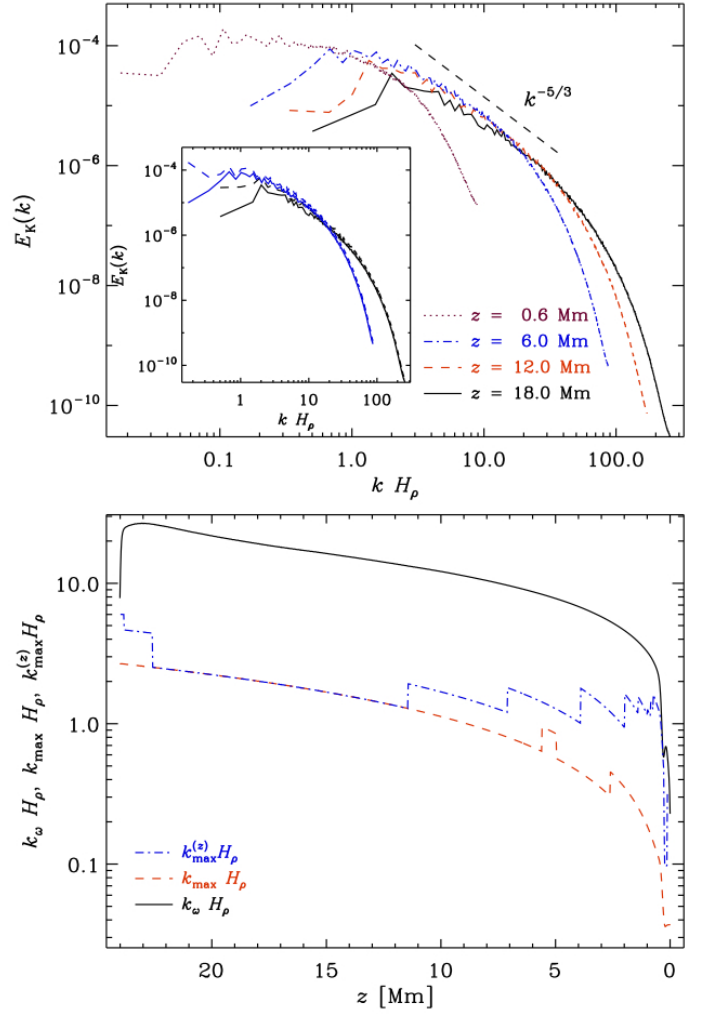 10⁻⁴
10⁻⁶
10⁻⁸
10⁻¹⁰
E_K(k)
k^{-5/3}
10⁻⁴
10⁻⁶
10⁻⁸
10⁻¹⁰
E_K(k)
1 10 100
k H_ρ
z = 0.6 Mm
z = 6.0 Mm
z = 12.0 Mm
z = 18.0 Mm
0.1 1.0 10.0 100.0
k H_ρ
10.0
1.0
0.1
k_ω H_ρ, k_max H_ρ, k_max^{(z)}H_ρ
k_max^{(z)}H_ρ
k_max H_ρ
k_ω H_ρ
20 15 10 5 0
z [Mm]